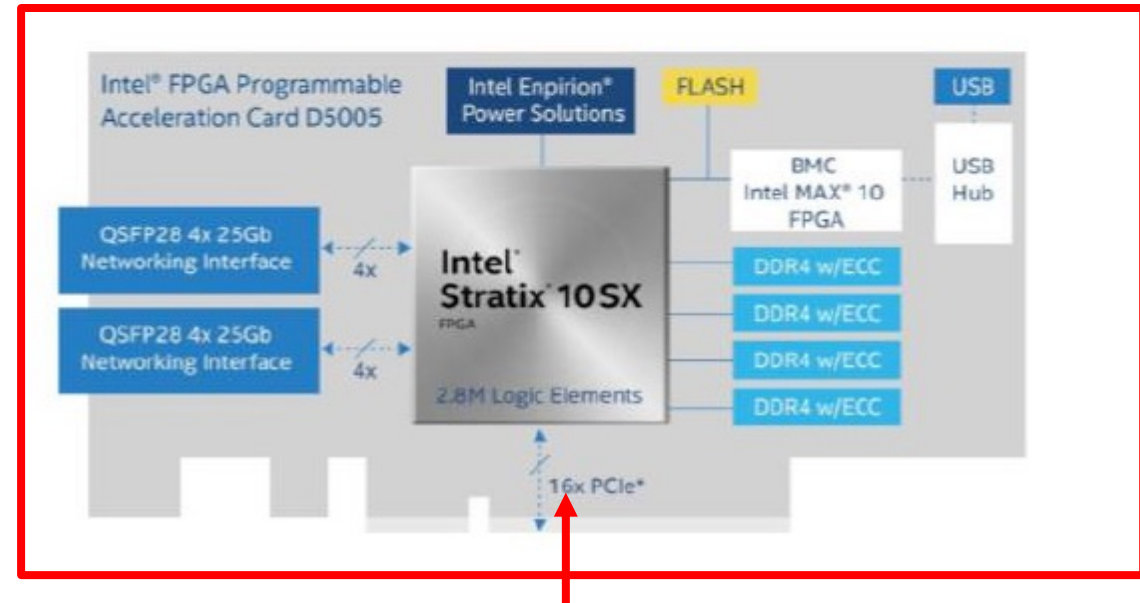 Intel® FPGA Programmable
Acceleration Card D5005
Intel Enpirion®
Power Solutions
FLASH
USB
BMC
Intel MAX® 10
FPGA
USB
Hub
QSFP28 4x 25Gb
Networking Interface
4x
QSFP28 4x 25Gb
Networking Interface
4x
Intel®
Stratix® 10 SX
FPGA
2.8M Logic Elements
DDR4 w/ECC
DDR4 w/ECC
DDR4 w/ECC
DDR4 w/ECC
16x PCIe*